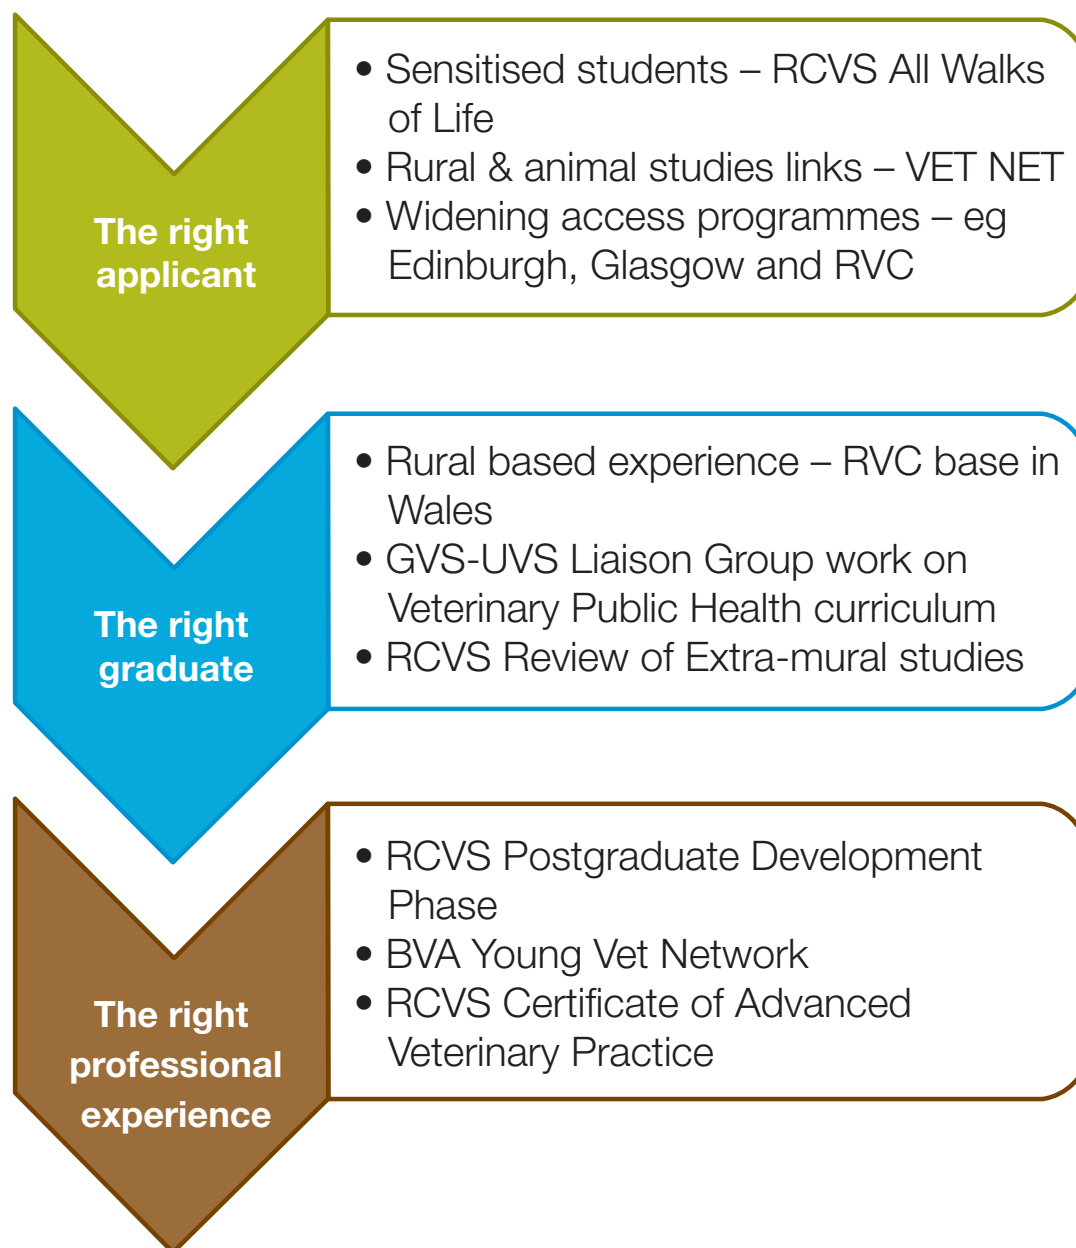 The right
applicant
• Sensitised students – RCVS All Walks
of Life
• Rural & animal studies links – VET NET
• Widening access programmes – eg
Edinburgh, Glasgow and RVC
The right
graduate
• Rural based experience – RVC base in
Wales
• GVS-UVS Liaison Group work on
Veterinary Public Health curriculum
• RCVS Review of Extra-mural studies
The right
professional
experience
• RCVS Postgraduate Development
Phase
• BVA Young Vet Network
• RCVS Certificate of Advanced
Veterinary Practice